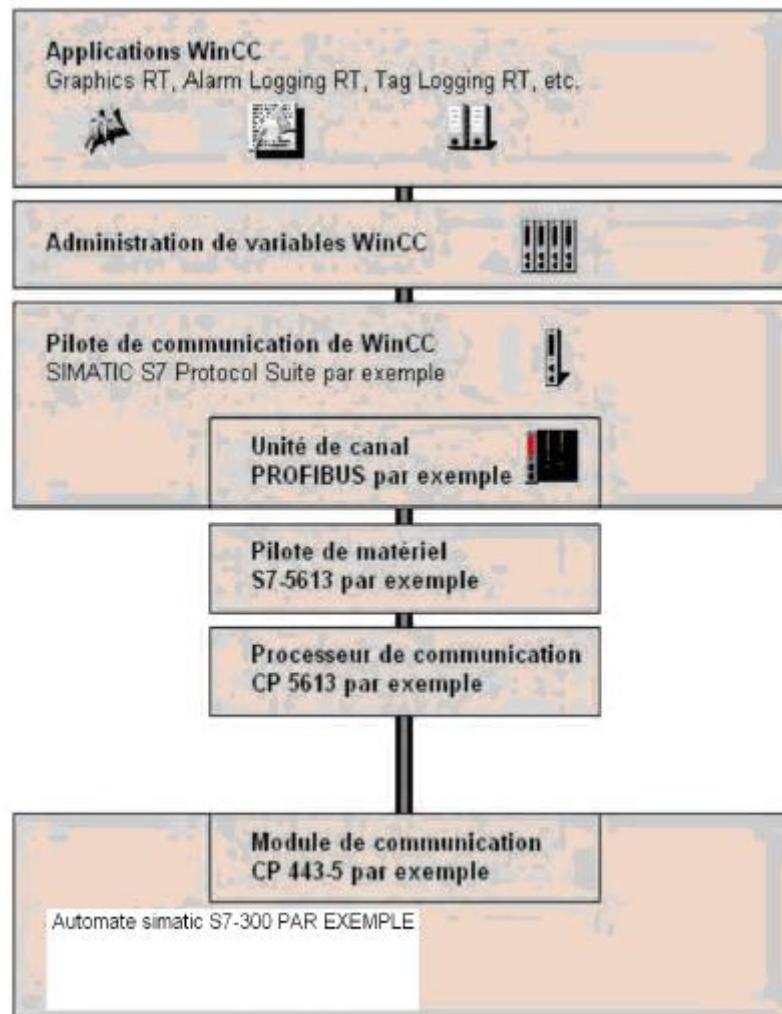 Applications WinCC
Graphics RT, Alarm Logging RT, Tag Logging RT, etc.
Administration de variables WinCC
Pilote de communication de WinCC
SIMATIC S7 Protocol Suite par exemple
Unité de canal
PROFIBUS par exemple
Pilote de matériel
S7-5613 par exemple
Processeur de communication
CP 5613 par exemple
Module de communication
CP 443-5 par exemple
Automate simatic S7-300 PAR EXEMPLE